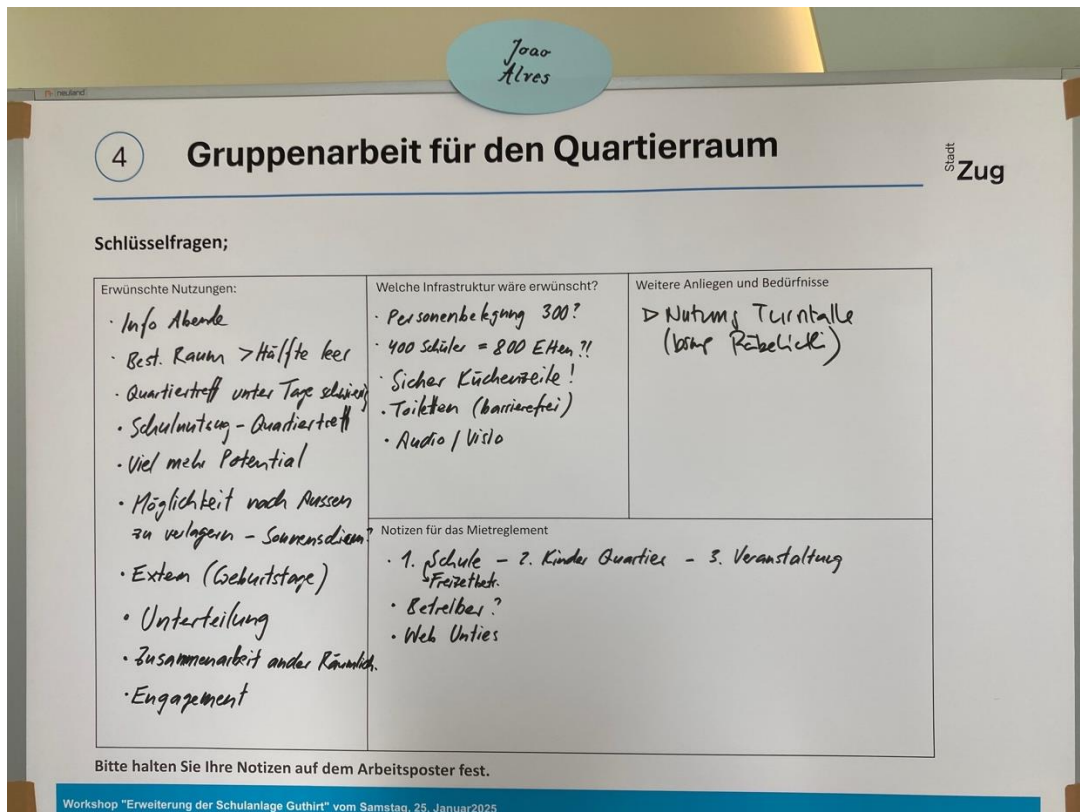 Joao
Alves
neuland
4
Gruppenarbeit für den Quartierraum
Stadt
Zug
Schlüsselfragen;
Erwünschte Nutzungen:
· Info Abende
· Best. Raum > Hälfte leer
· Quartiertreff unter Tage schwierig
· Schulnutzug - Quartiertreff
· Viel mehr Potential
· Möglichkeit nach Aussen
zu verlagern - Sonnenschirm?
· Extern (Geburtstage)
· Unterteilung
· Zusammenarbeit ander Räumlich.
· Engagement
Welche Infrastruktur wäre erwünscht?
· Personenbelegung 300?
· 400 Schüler = 800 Eltern ?!
· Sicher Küchenzeile!
· Toiletten (barrierefrei)
· Audio / Visio
Weitere Anliegen und Bedürfnisse
▷ Nutzung Turnhalle
( Räbeliechtli)
Notizen für das Mietreglement
· 1. Schule - 2. Kinder Quartier - 3. Veranstaltung
Freizeitbetr.
· Betreiber?
· Web
Bitte halten Sie Ihre Notizen auf dem Arbeitsposter fest.
Workshop "Erweiterung der Schulanlage Guthirt" vom Samstag, 25. Januar2025